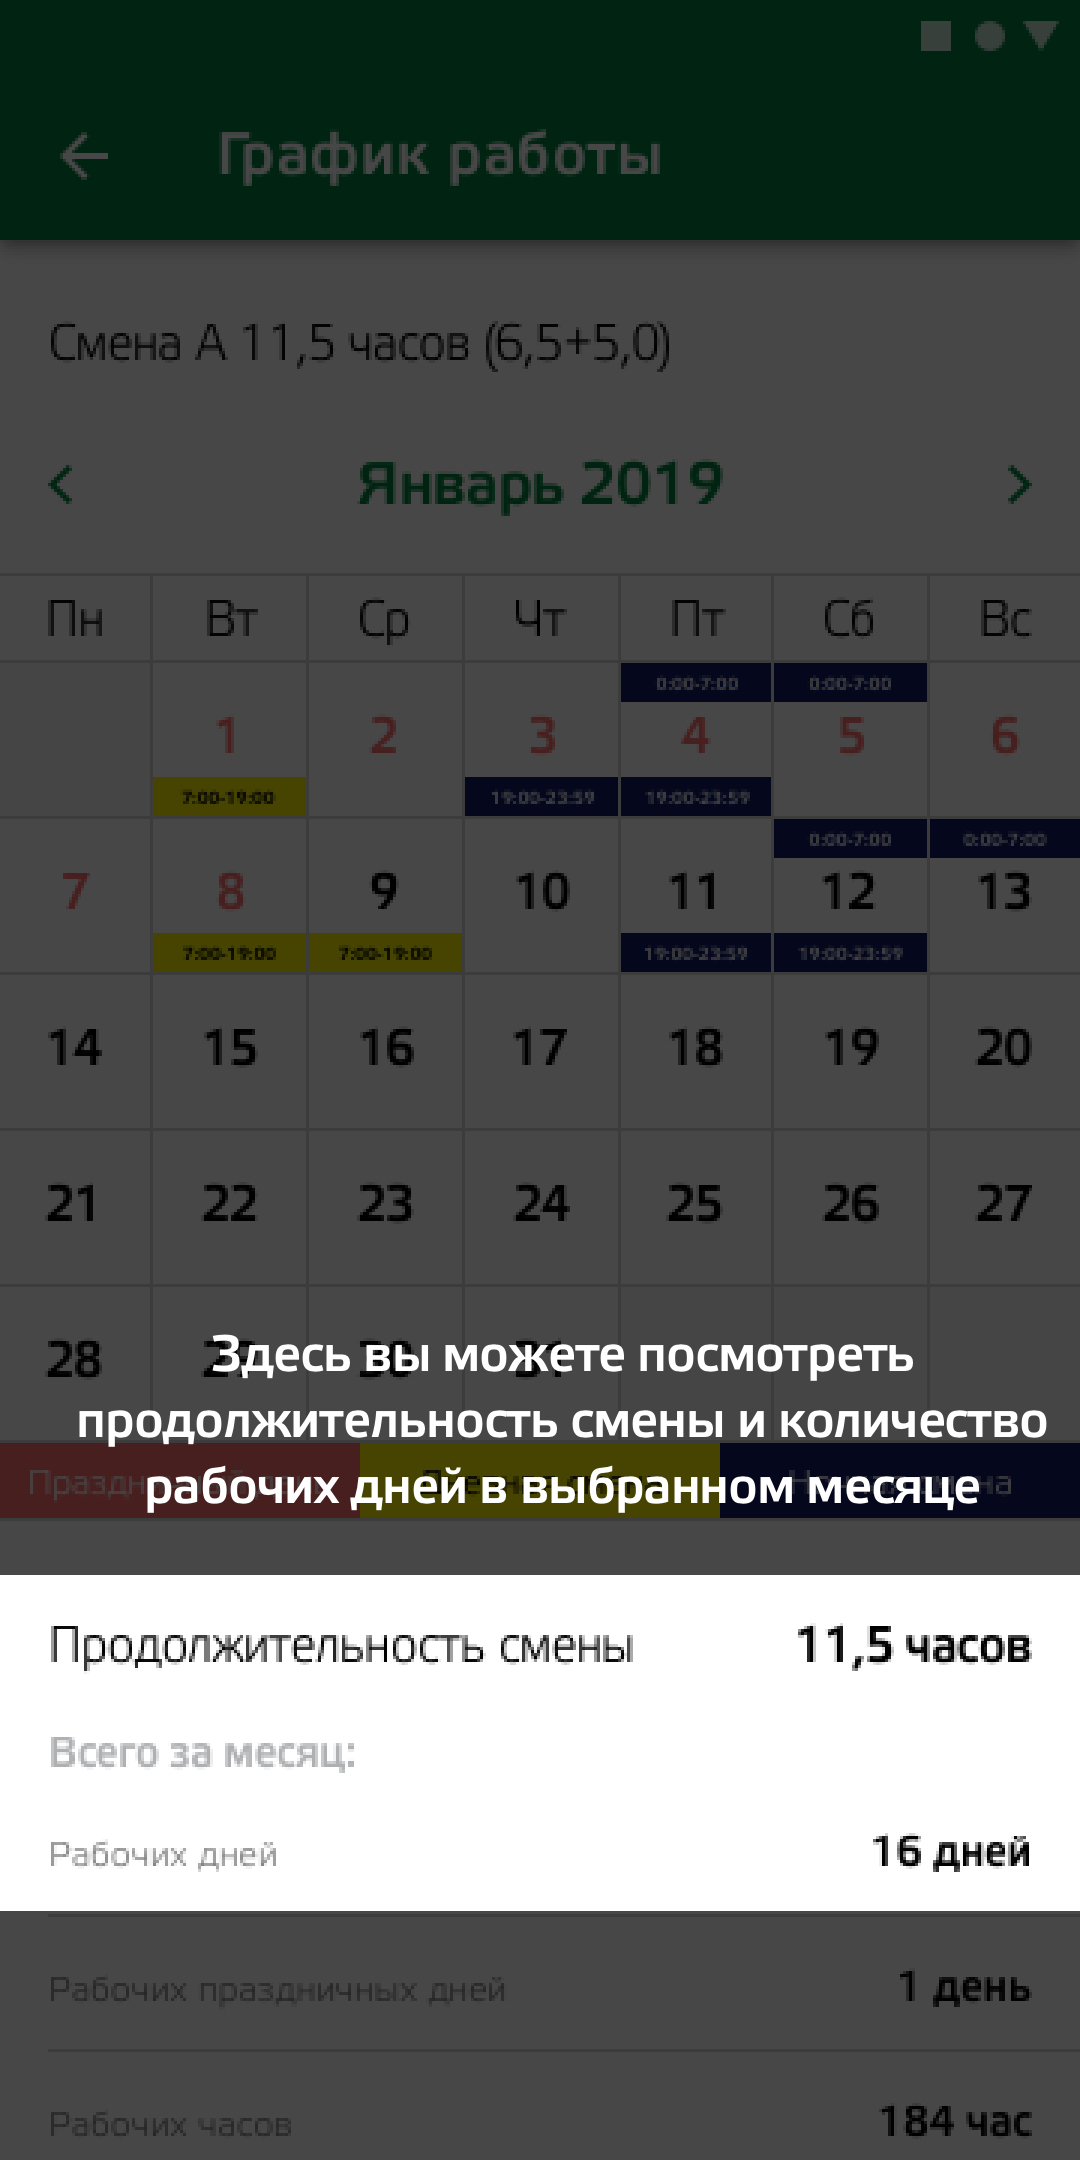 График работы
Смена А 11,5 часов (6,5+5,0)
Январь 2019
Пн Вт Ср Чт Пт Сб Вс
0:00-7:00 0:00-7:00
1 2 3 4 5 6
7:00-19:00 19:00-23:59 19:00-23:59
0:00-7:00 0:00-7:00
7 8 9 10 11 12 13
7:00-19:00 7:00-19:00 19:00-23:59 19:00-23:59
14 15 16 17 18 19 20
21 22 23 24 25 26 27
28 29 30 31
Здесь вы можете посмотреть
продолжительность смены и количество
рабочих дней в выбранном месяце
Продолжительность смены 11,5 часов
Всего за месяц:
Рабочих дней 16 дней
Рабочих праздничных дней 1 день
Рабочих часов 184 час